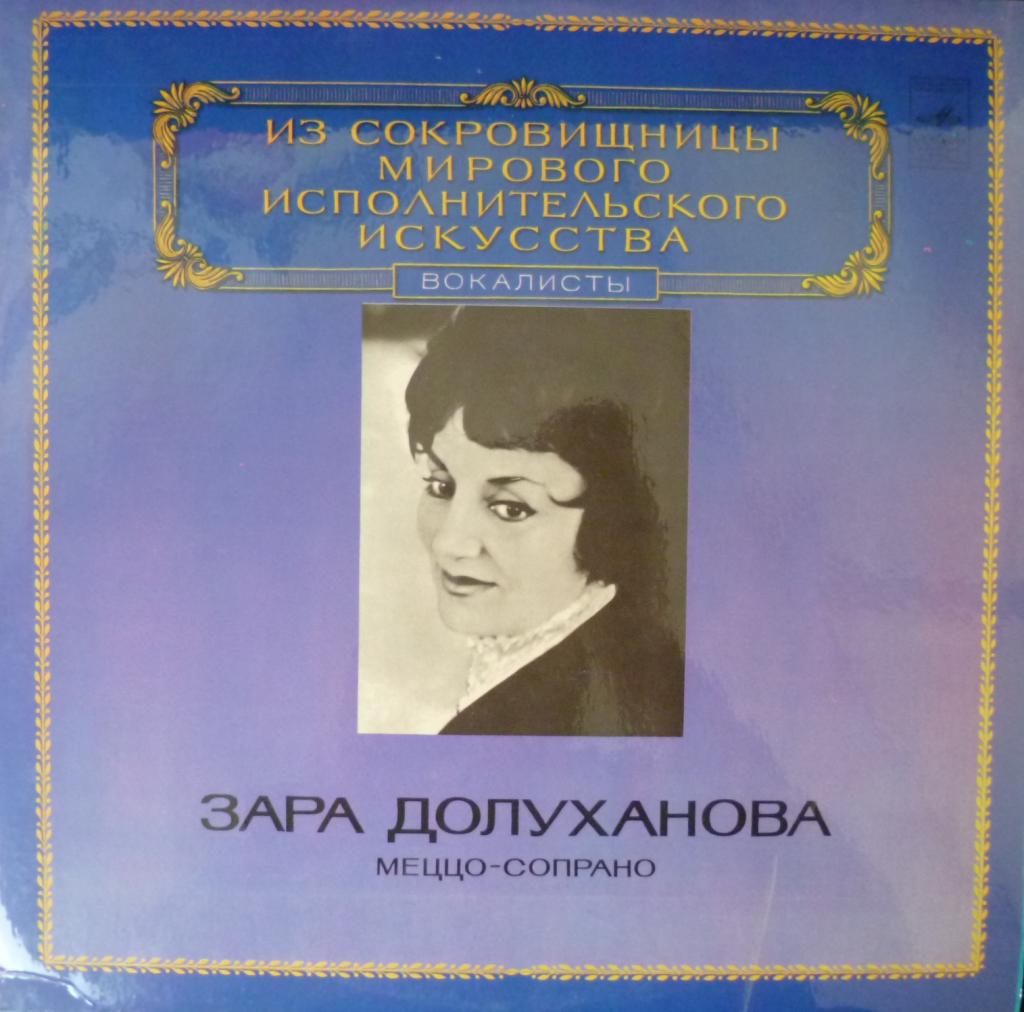 ИЗ СОКРОВИЩНИЦЫ
МИРОВОГО
ИСПОЛНИТЕЛЬСКОГО
ИСКУССТВА
ВОКАЛИСТЫ
ЗАРА ДОЛУХАНОВА
МЕЦЦО-СОПРАНО